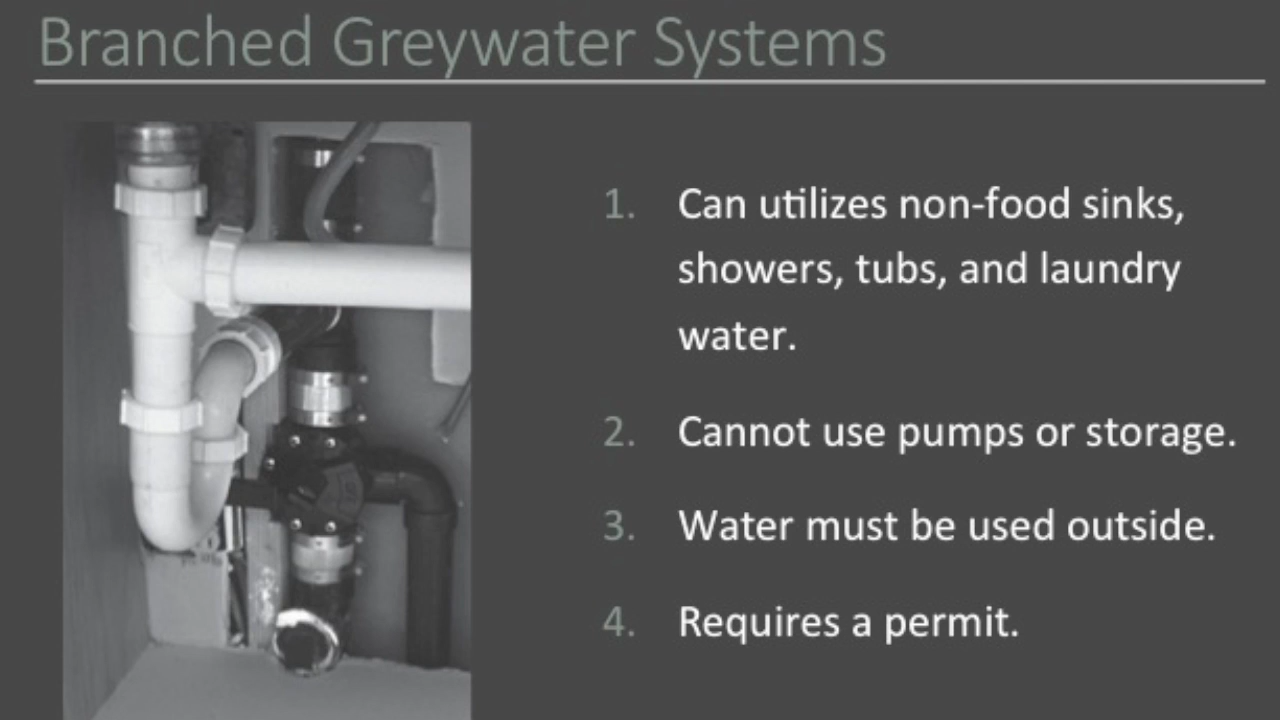 Branched Greywater Systems
1. Can utilizes non-food sinks,
showers, tubs, and laundry
water.
2. Cannot use pumps or storage.
3. Water must be used outside.
4. Requires a permit.